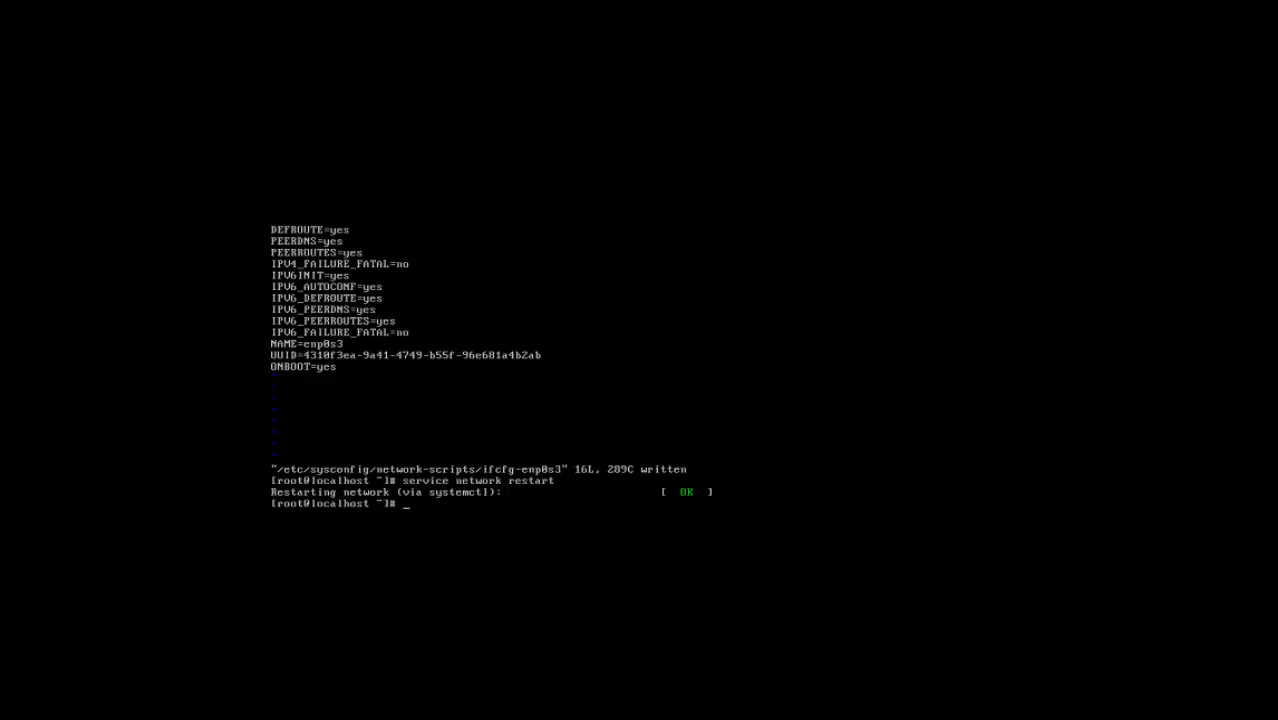 DEFROUTE=yes
PEERDNS=yes
PEERROUTES=yes
IPV4_FAILURE_FATAL=no
IPV6INIT=yes
IPV6_AUTOCONF=yes
IPV6_DEFROUTE=yes
IPV6_PEERDNS=yes
IPV6_PEERROUTES=yes
IPV6_FAILURE_FATAL=no
NAME=enp0s3
UUID=4310f3ea-9a41-4749-b55f-96e681a4b2ab
ONBOOT=yes
~
~
~
~
~
~
~
~
"/etc/sysconfig/network-scripts/ifcfg-enp0s3" 16L, 289C written
[root@localhost ~]# service network restart
Restarting network (via systemctl): [ OK ]
[root@localhost ~]# _